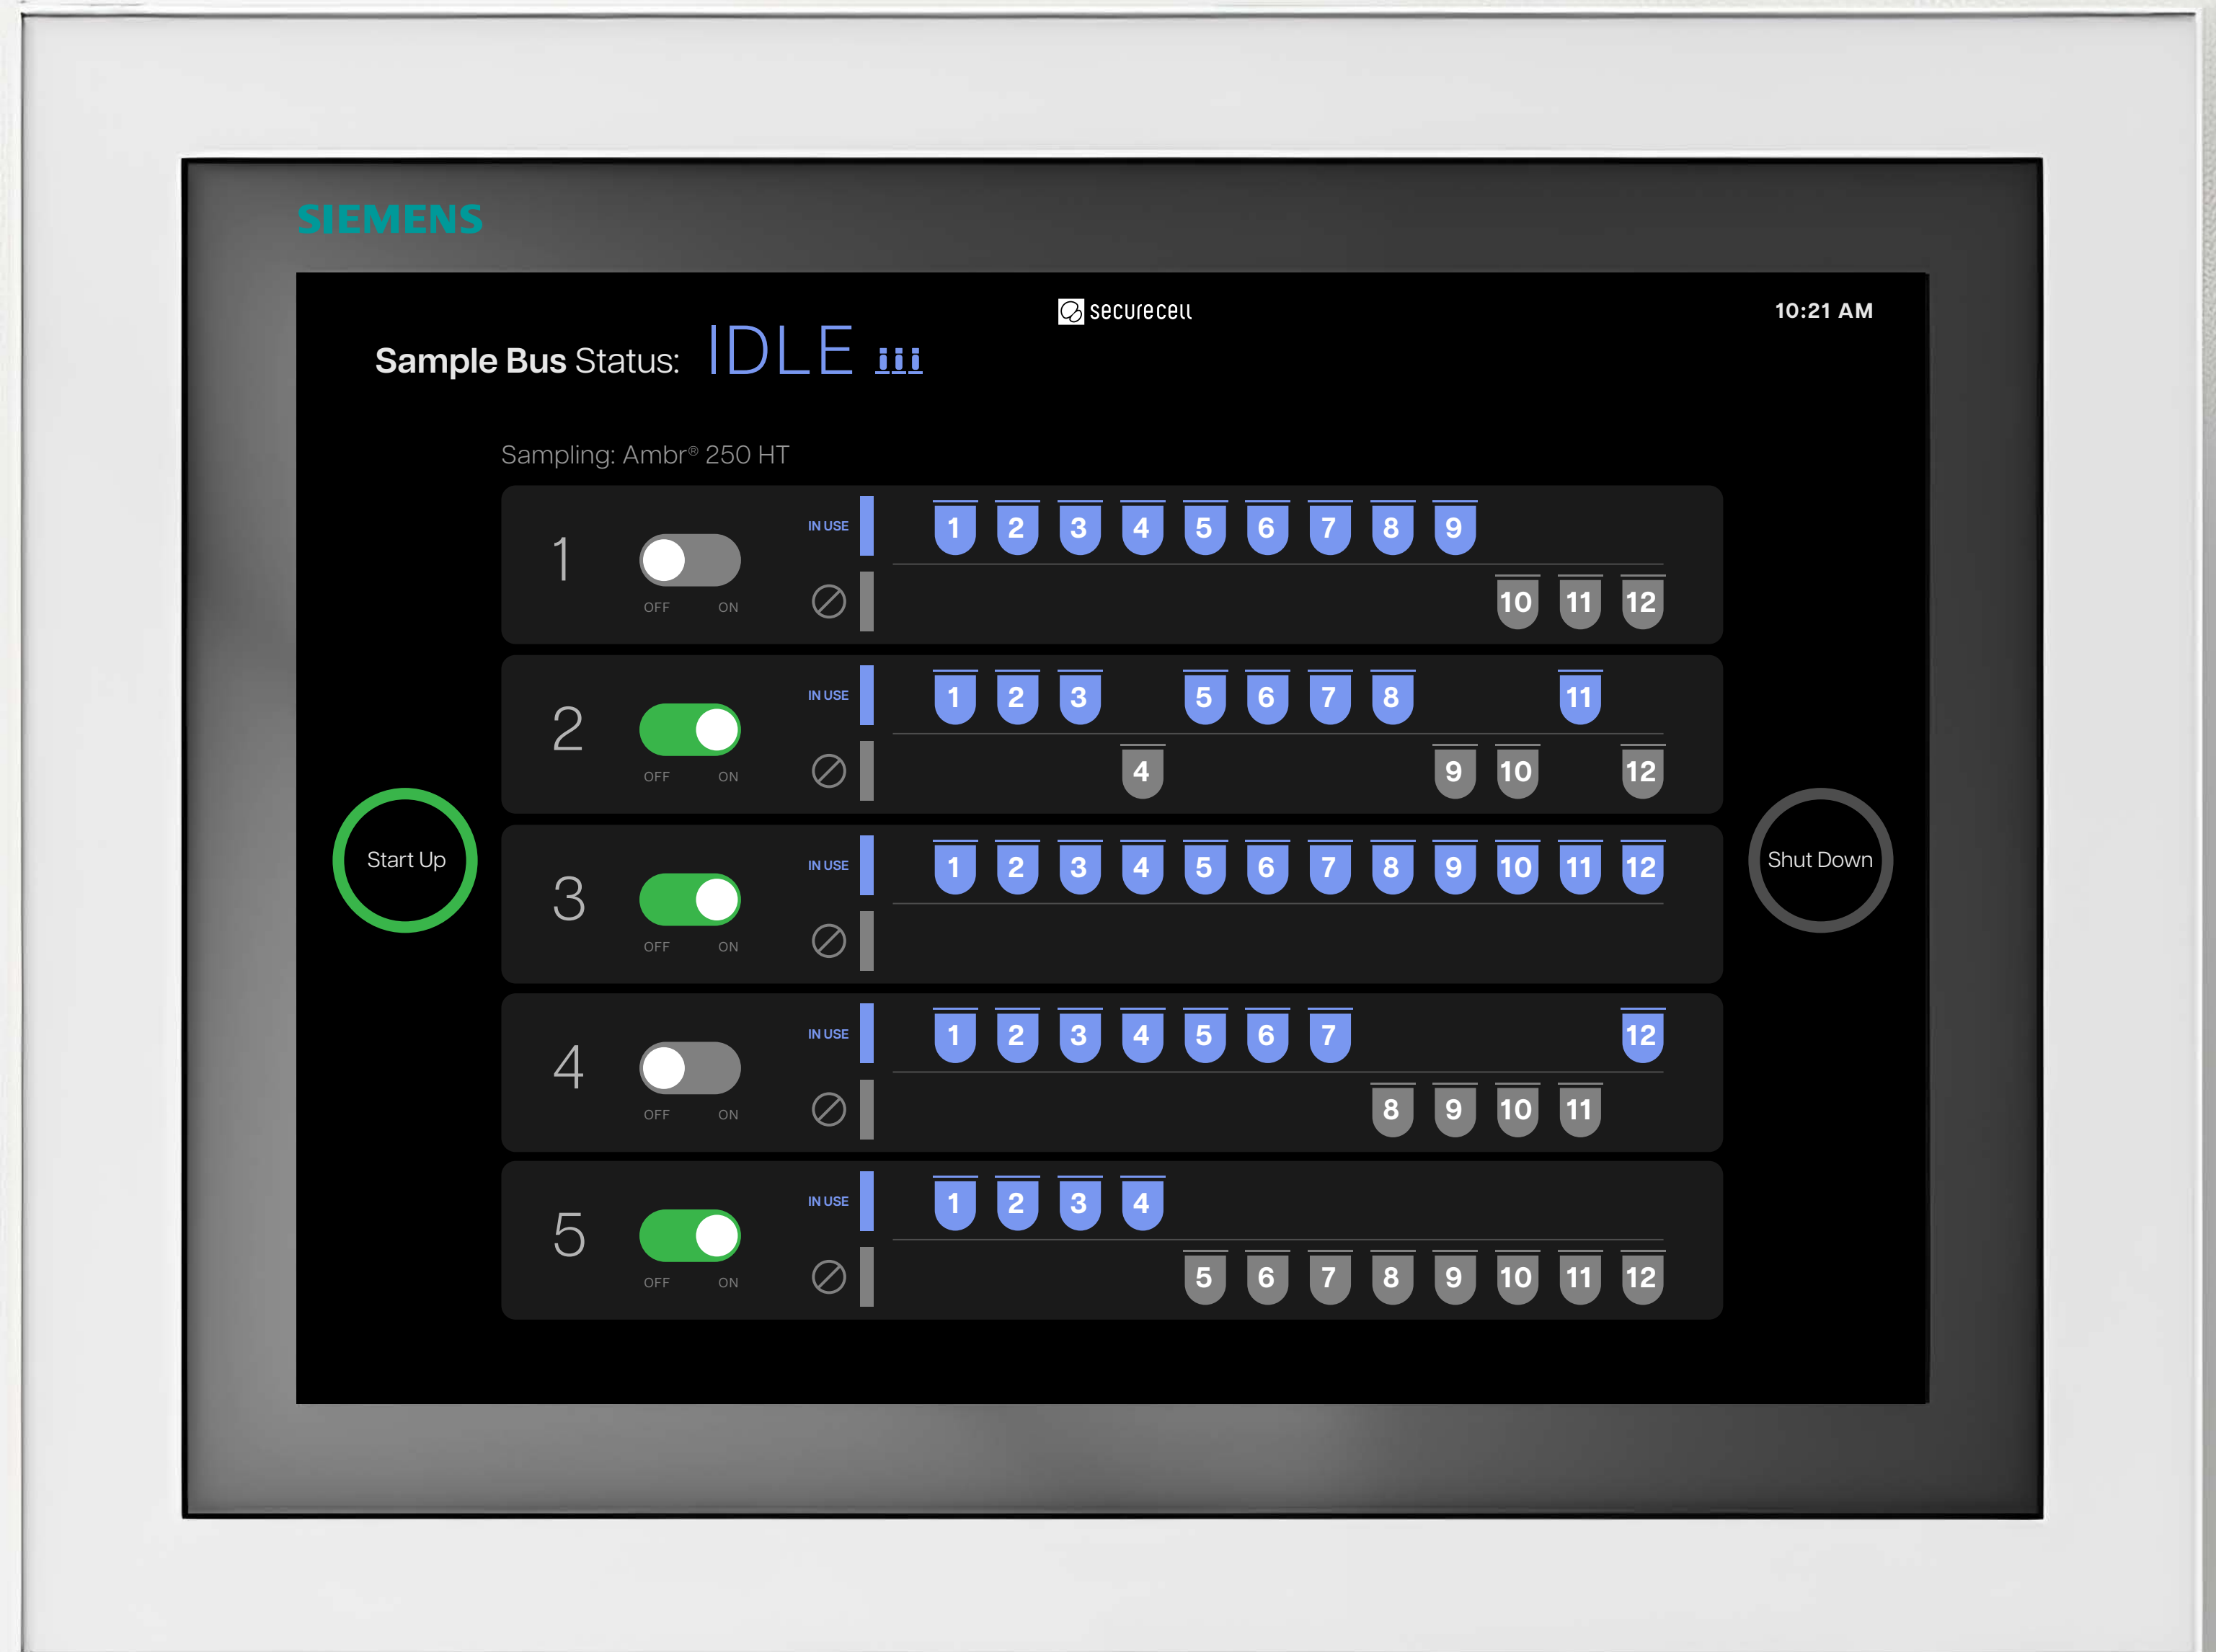 SIEMENS
securecell
10:21 AM
Sample Bus Status: IDLE
Sampling: Ambr® 250 HT
1
OFF ON
IN USE
1 2 3 4 5 6 7 8 9
10 11 12
2
OFF ON
IN USE
1 2 3 5 6 7 8 11
4 9 10 12
3
OFF ON
IN USE
1 2 3 4 5 6 7 8 9 10 11 12
4
OFF ON
IN USE
1 2 3 4 5 6 7 12
8 9 10 11
5
OFF ON
IN USE
1 2 3 4
5 6 7 8 9 10 11 12
Start Up
Shut Down